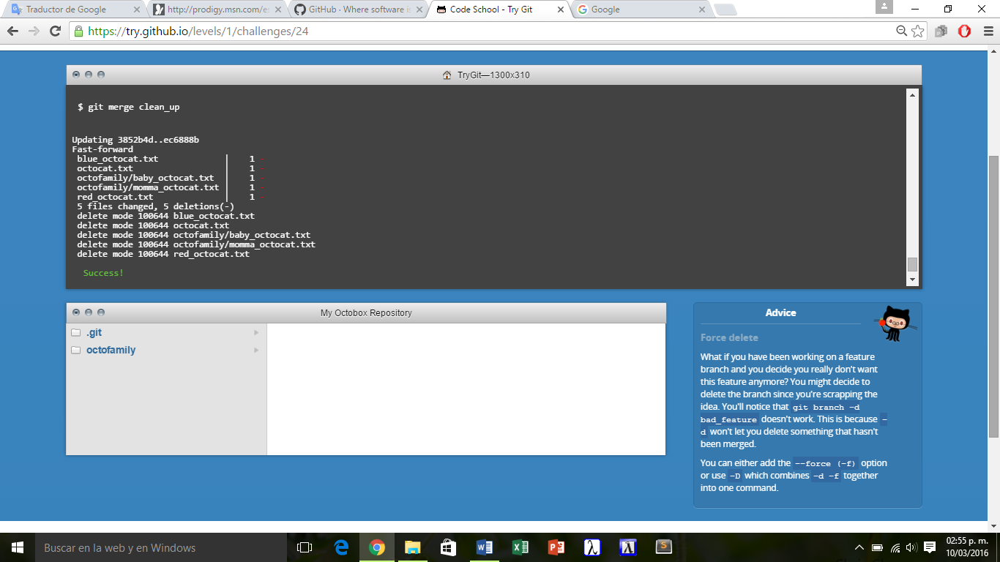 Traductor de Google
http://prodigy.msn.com/es
GitHub · Where software is
Code School - Try Git
Google
https://try.github.io/levels/1/challenges/24
TryGit—1300x310
$ git merge clean_up
Updating 3852b4d..ec6888b
Fast-forward
blue_octocat.txt | 1 -
octocat.txt | 1 -
octofamily/baby_octocat.txt | 1 -
octofamily/momma_octocat.txt | 1 -
red_octocat.txt | 1 -
5 files changed, 5 deletions(-)
delete mode 100644 blue_octocat.txt
delete mode 100644 octocat.txt
delete mode 100644 octofamily/baby_octocat.txt
delete mode 100644 octofamily/momma_octocat.txt
delete mode 100644 red_octocat.txt
Success!
My Octobox Repository
.git
octofamily
Advice
Force delete
What if you have been working on a feature
branch and you decide you really don't want
this feature anymore? You might decide to
delete the branch since you're scrapping the
idea. You'll notice that git branch -d
bad_feature doesn't work. This is because -
d won't let you delete something that hasn't
been merged.
You can either add the --force (-f) option
or use -D which combines -d -f together
into one command.
Buscar en la web y en Windows
02:55 p. m.
10/03/2016